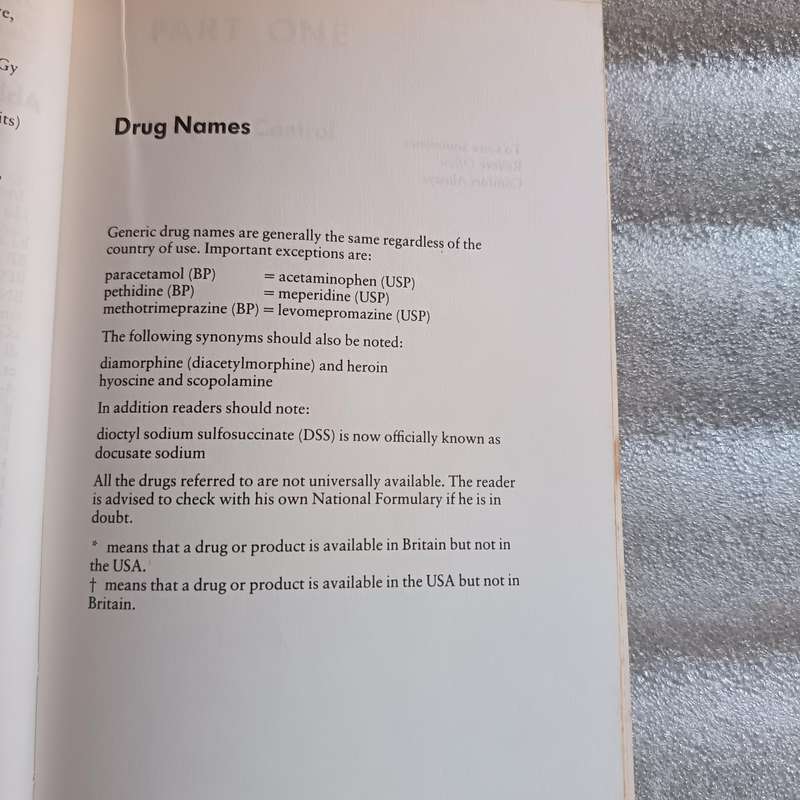 ve,
Gy
its)
Drug Names
Generic drug names are generally the same regardless of the
country of use. Important exceptions are:
paracetamol (BP) = acetaminophen (USP)
pethidine (BP) = meperidine (USP)
methotrimeprazine (BP) = levomepromazine (USP)
The following synonyms should also be noted:
diamorphine (diacetylmorphine) and heroin
hyoscine and scopolamine
In addition readers should note:
dioctyl sodium sulfosuccinate (DSS) is now officially known as
docusate sodium
All the drugs referred to are not universally available. The reader
is advised to check with his own National Formulary if he is in
doubt.
* means that a drug or product is available in Britain but not in
the USA.
† means that a drug or product is available in the USA but not in
Britain.